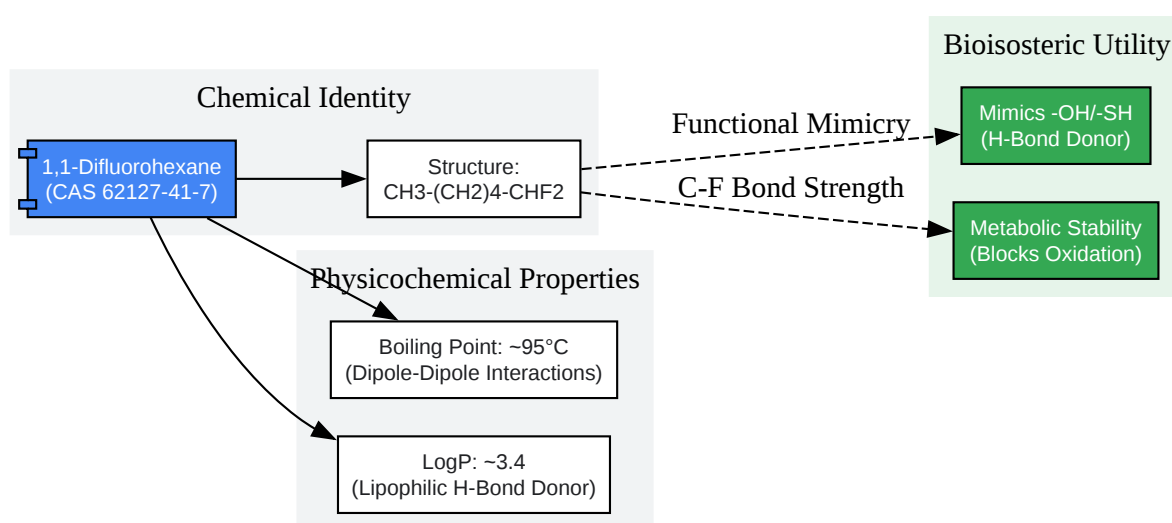 Bioisosteric Utility
Chemical Identity
Functional Mimicry
Mimics -OH/-SH
(H-Bond Donor)
1,1-Difluorohexane
(CAS 62127-41-7)
Structure:
CH3-(CH2)4-CHF2
C-F Bond Strength
Metabolic Stability
(Blocks Oxidation)
Physicochemical Properties
Boiling Point: ~95°C
(Dipole-Dipole Interactions)
LogP: ~3.4
(Lipophilic H-Bond Donor)